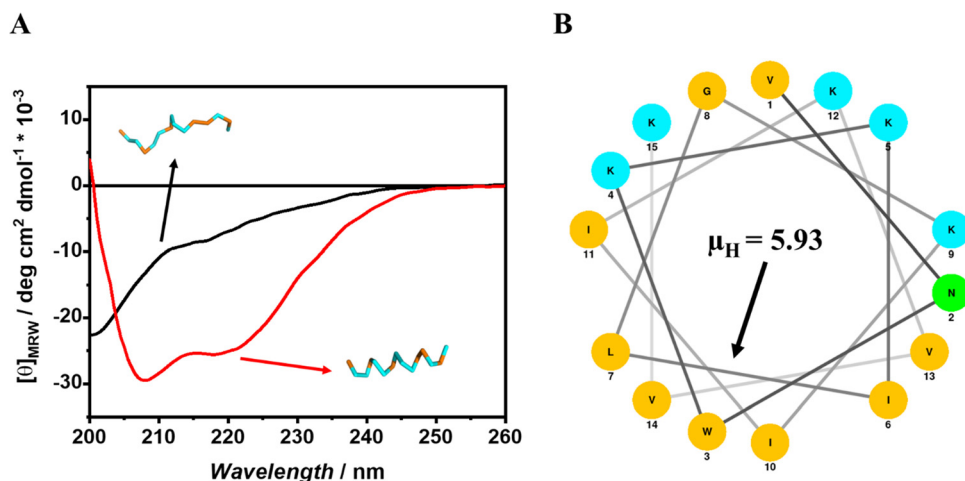 A
B
[θ]MRW / deg cm² dmol⁻¹ * 10⁻³
10
0
-10
-20
-30
200
210
220
230
240
250
260
Wavelength / nm
V
1
G
8
K
12
K
15
K
5
K
4
I
11
K
9
N
2
L
7
V
13
V
14
I
6
W
3
I
10
μH = 5.93